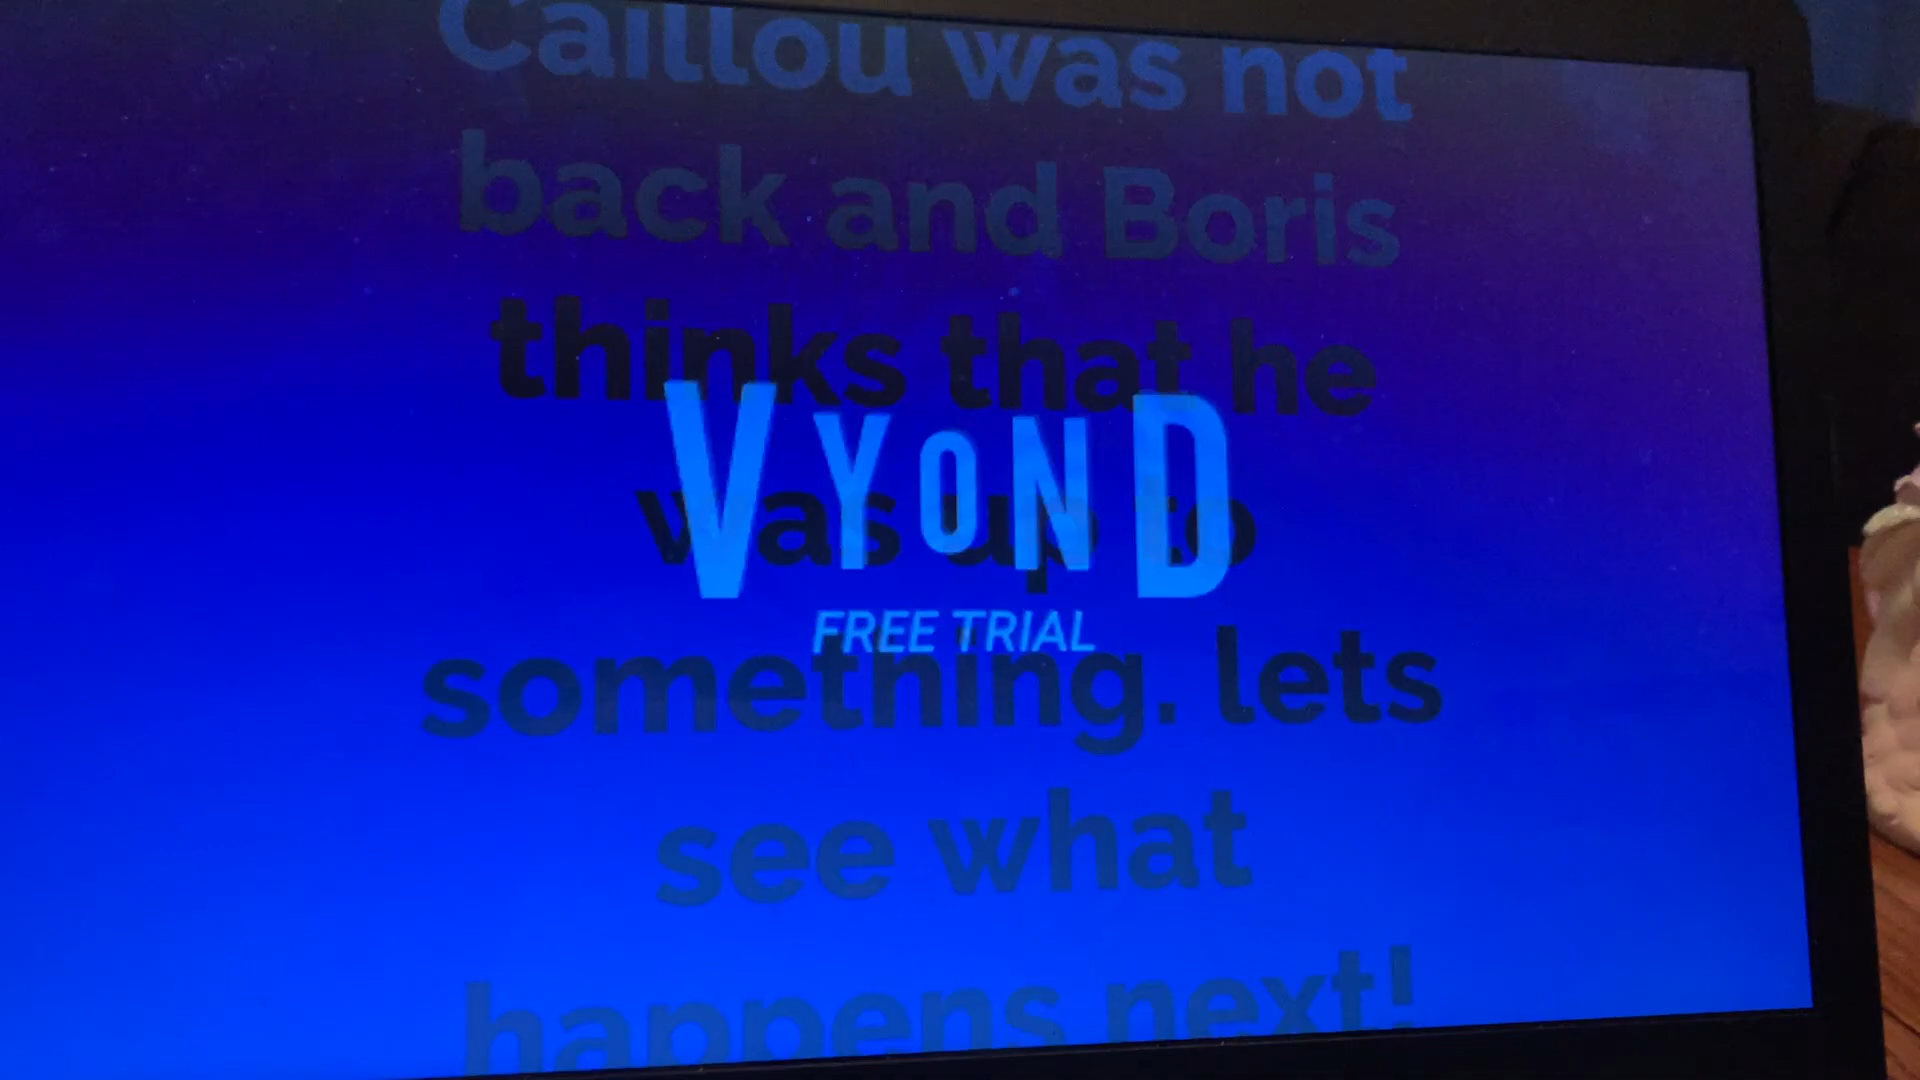 Caillou was not
back and Boris
thinks that he
was up to
VYOND
FREE TRIAL
something. lets
see what
happens next!